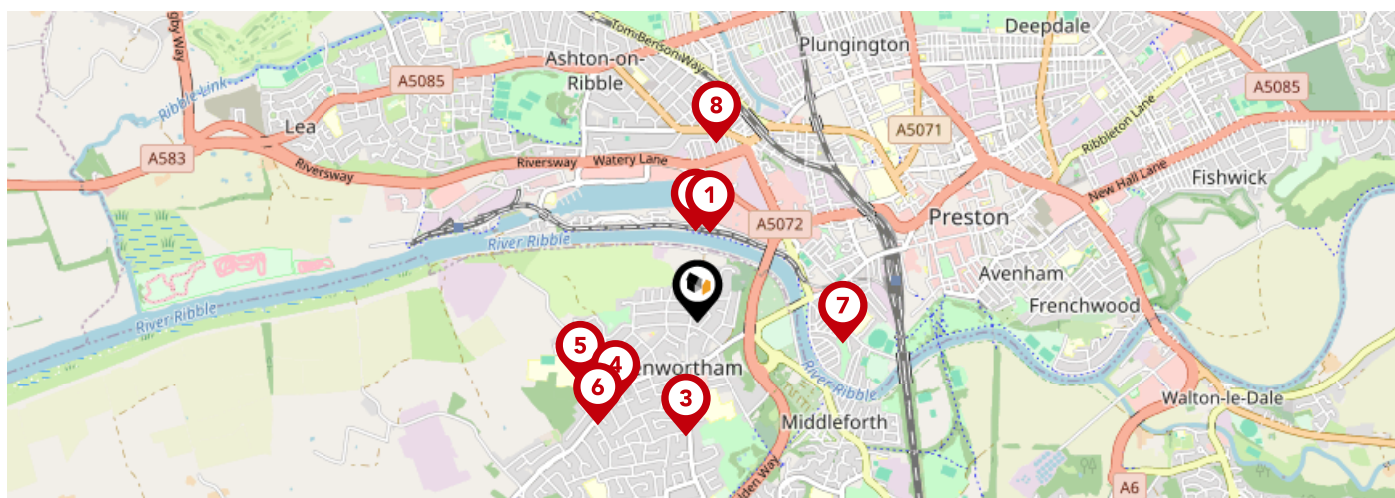 Deepdale
Tom Benson Way
Plungington
Ashton-on-
Ribble
A5085
A5085
Ribble Link
8
A5071
Ribbleton Lane
Lea
A583
Riversway
Riversway
Watery Lane
New Hall Lane
Fishwick
1
A5072
Preston
River Ribble
Avenham
Frenchwood
7
River Ribble
5
4
enwortham
6
3
River Ribble
Walton-le-Dale
Middleforth
A6